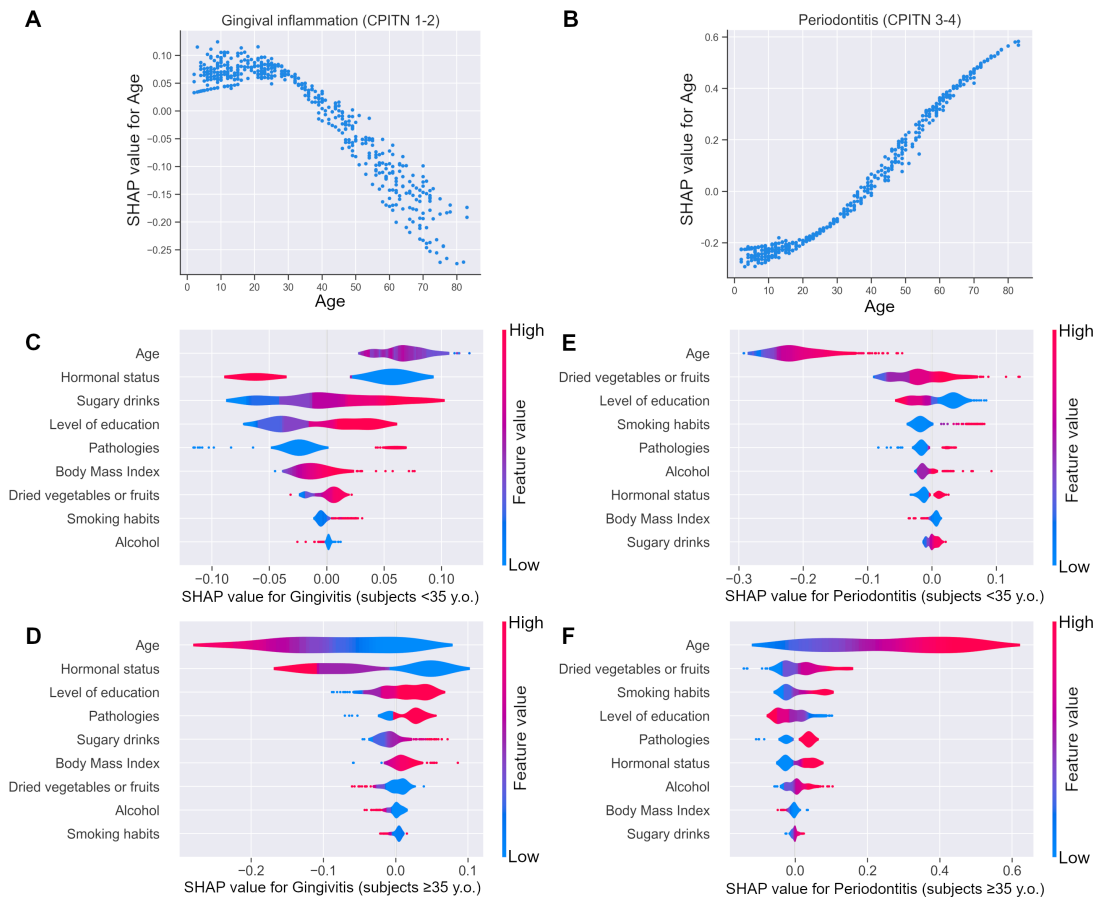 A
Gingival inflammation (CPITN 1-2)
SHAP value for Age
0.10
0.05
0.00
−0.05
−0.10
−0.15
−0.20
−0.25
0 10 20 30 40 50 60 70 80
Age
B
Periodontitis (CPITN 3-4)
SHAP value for Age
0.6
0.4
0.2
0.0
−0.2
0 10 20 30 40 50 60 70 80
Age
C
Age
Hormonal status
Sugary drinks
Level of education
Pathologies
Body Mass Index
Dried vegetables or fruits
Smoking habits
Alcohol
−0.10 −0.05 0.00 0.05 0.10
SHAP value for Gingivitis (subjects <35 y.o.)
High
Feature value
Low
E
Age
Dried vegetables or fruits
Level of education
Smoking habits
Pathologies
Alcohol
Hormonal status
Body Mass Index
Sugary drinks
−0.3 −0.2 −0.1 0.0 0.1
SHAP value for Periodontitis (subjects <35 y.o.)
High
Feature value
Low
D
Age
Hormonal status
Level of education
Pathologies
Sugary drinks
Body Mass Index
Dried vegetables or fruits
Alcohol
Smoking habits
−0.2 −0.1 0.0 0.1
SHAP value for Gingivitis (subjects ≥35 y.o.)
High
Feature value
Low
F
Age
Dried vegetables or fruits
Smoking habits
Level of education
Pathologies
Hormonal status
Alcohol
Body Mass Index
Sugary drinks
0.0 0.2 0.4 0.6
SHAP value for Periodontitis (subjects ≥35 y.o.)
High
Feature value
Low